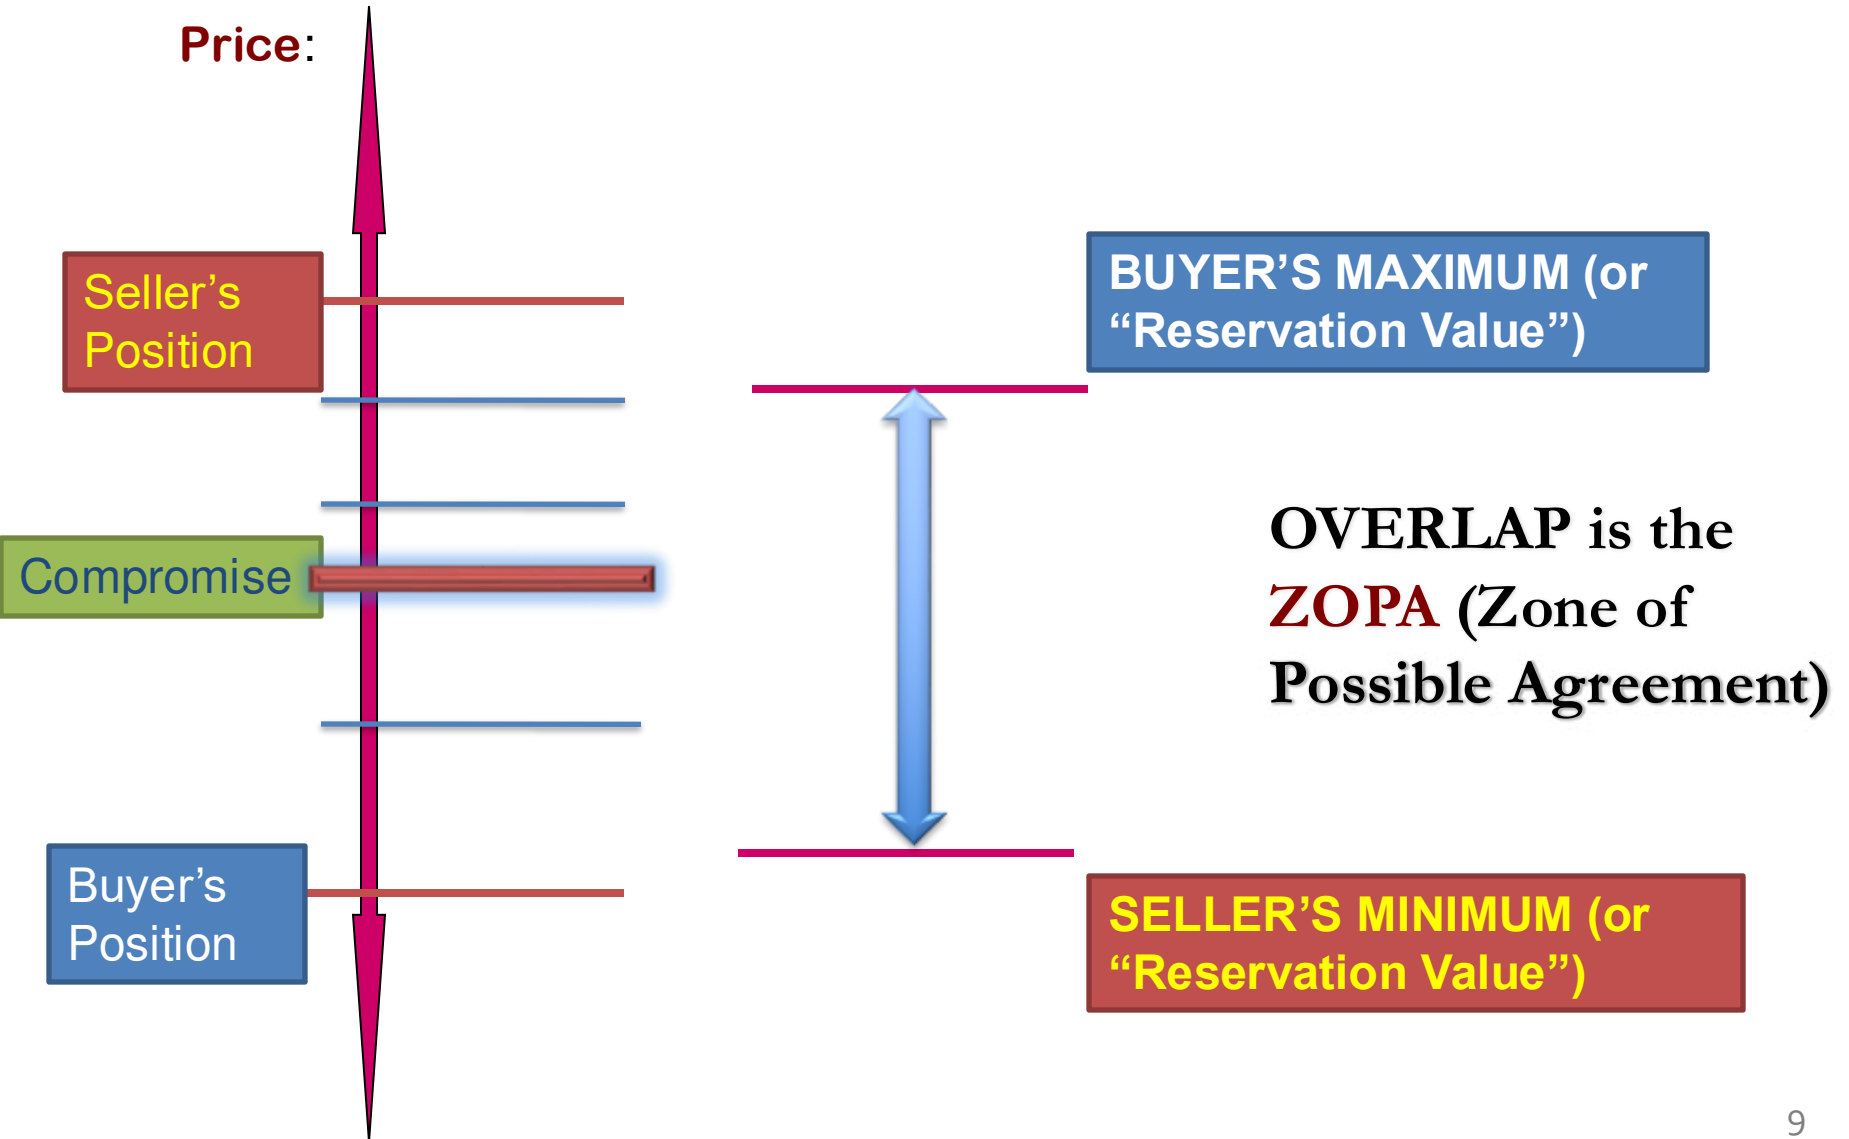 Price:
Seller’s
Position
Compromise
Buyer’s
Position
BUYER’S MAXIMUM (or
“Reservation Value”)
OVERLAP is the
ZOPA (Zone of
Possible Agreement)
SELLER’S MINIMUM (or
“Reservation Value”)
9